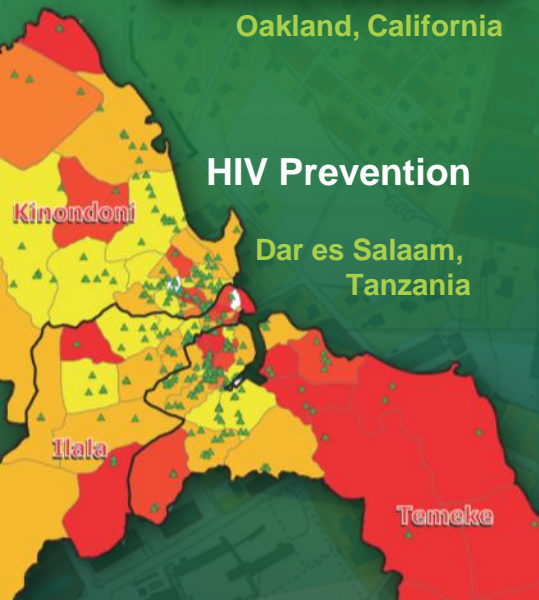 Oakland, California
HIV Prevention
Kinondoni
Dar es Salaam,
Tanzania
Ilala
Temeke